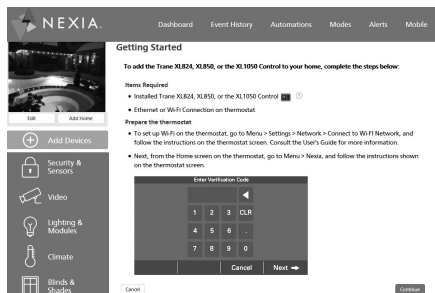 NEXIA™
Dashboard Event History Automations Modes Alerts Mobile
Getting Started
To add the Trane XL824, XL850, or the XL1050 Control to your home, complete the steps below:
Items Required
• Installed Trane XL824, XL850, or the XL1050 Control
• Ethernet or Wi-Fi Connection on thermostat
Prepare the thermostat
• To set up Wi-Fi on the thermostat, go to Menu > Settings > Network > Connect to Wi-FI Network, and
follow the instructions on the thermostat screen. Consult the User's Guide for more information.
• Next, from the Home screen on the thermostat, go to Menu > Nexia, and follow the instructions shown
on the thermostat screen.
Edit Add Home
Add Devices
Security &
Sensors
Video
Lighting &
Modules
Climate
Blinds &
Shades
Enter Verification Code
1 2 3 CLR
4 5 6 .
7 8 9 0
Cancel Next
Cancel Continue